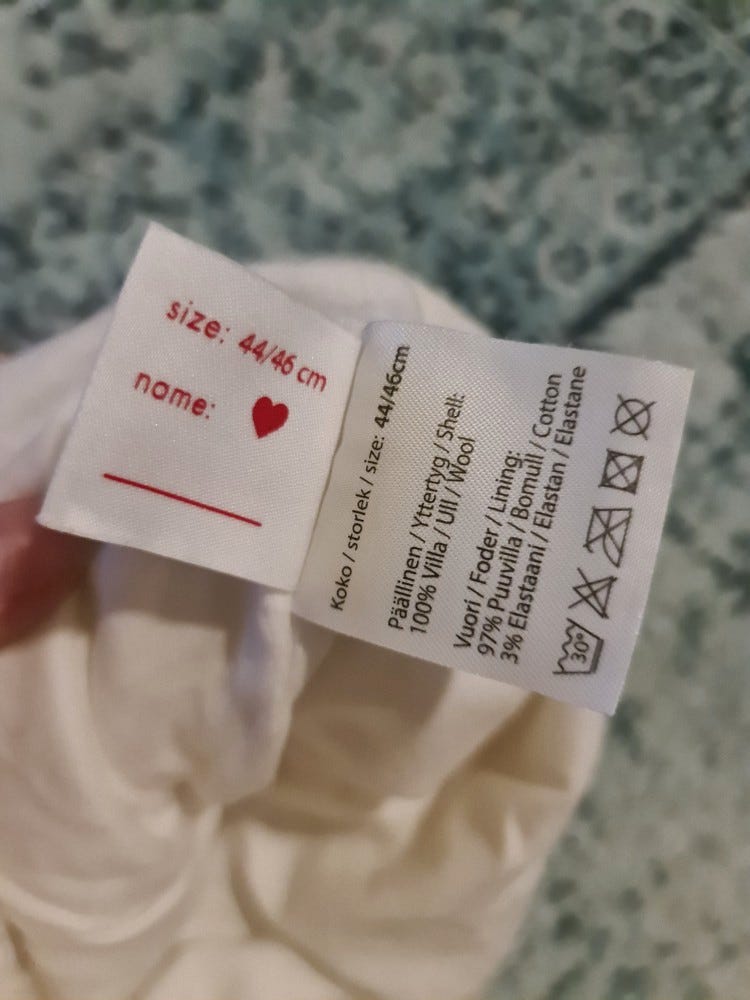 size: 44/46 cm
name:
Koko / storlek / size: 44/46cm
Päällinen / Yttertyg / Shell:
100% Villa / Ull / Wool
Vuori / Foder / Lining:
97% Puuvilla / Bomull / Cotton
3% Elastaani / Elastan / Elastane
30°